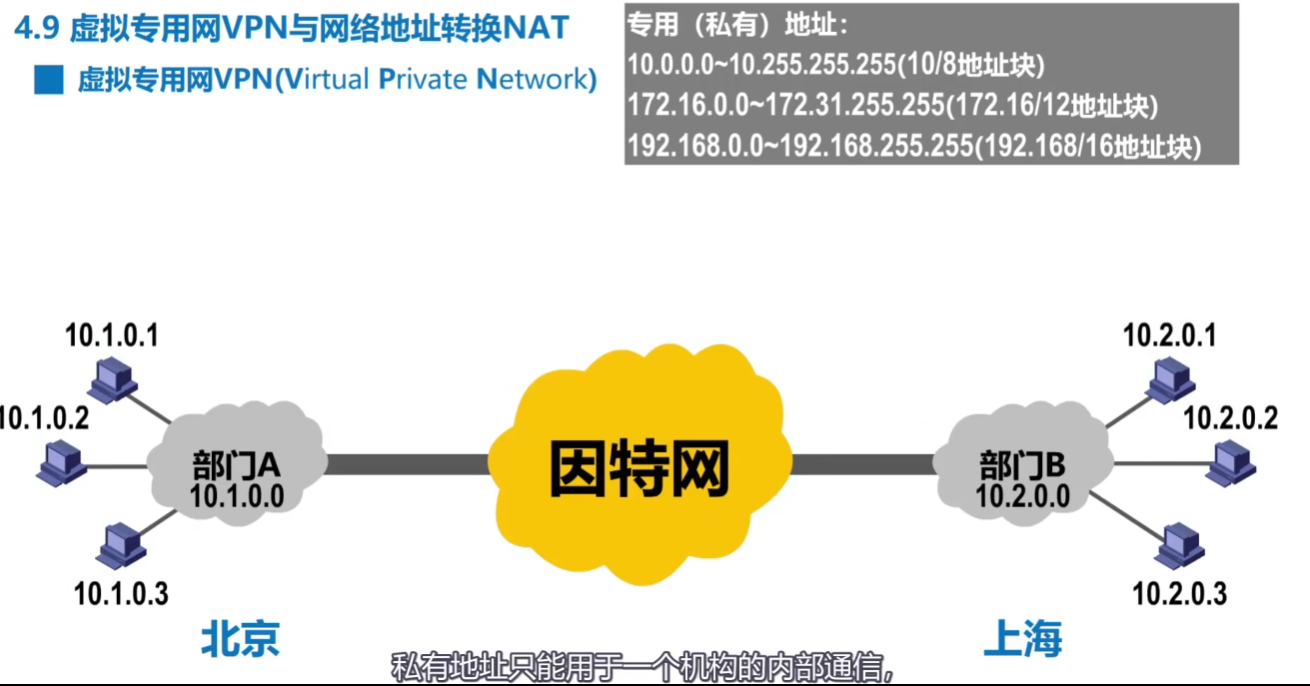 4.9 虚拟专用网VPN与网络地址转换NAT
虚拟专用网VPN(Virtual Private Network)
专用（私有）地址：
10.0.0.0~10.255.255.255(10/8地址块)
172.16.0.0~172.31.255.255(172.16/12地址块)
192.168.0.0~192.168.255.255(192.168/16地址块)
10.1.0.1
10.1.0.2
部门A
10.1.0.0
10.1.0.3
北京
因特网
10.2.0.1
10.2.0.2
部门B
10.2.0.0
10.2.0.3
上海
私有地址只能用于一个机构的内部通信,